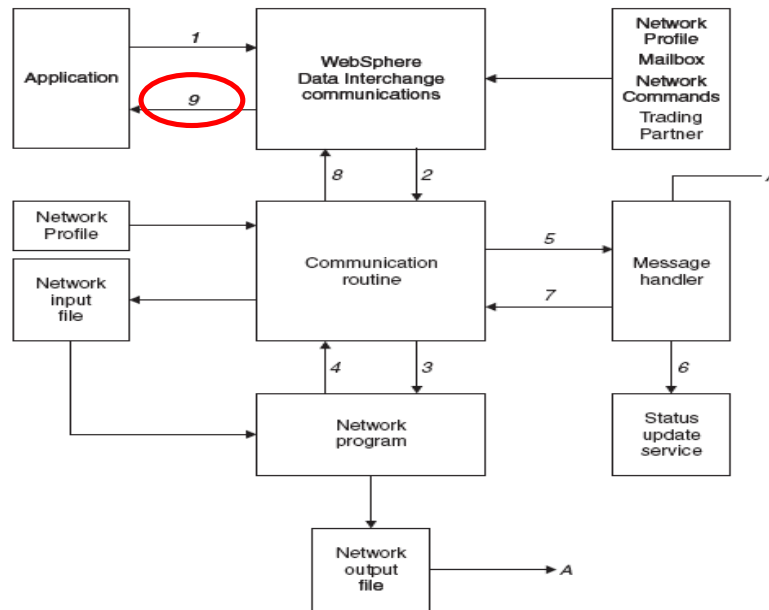 Application
1
9
WebSphere
Data Interchange
communications
Network
Profile
Mailbox
Network
Commands
Trading
Partner
8
2
Network
Profile
Network
input
file
Communication
routine
5
7
Message
handler
4
3
6
Network
program
Status
update
service
Network
output
file
A